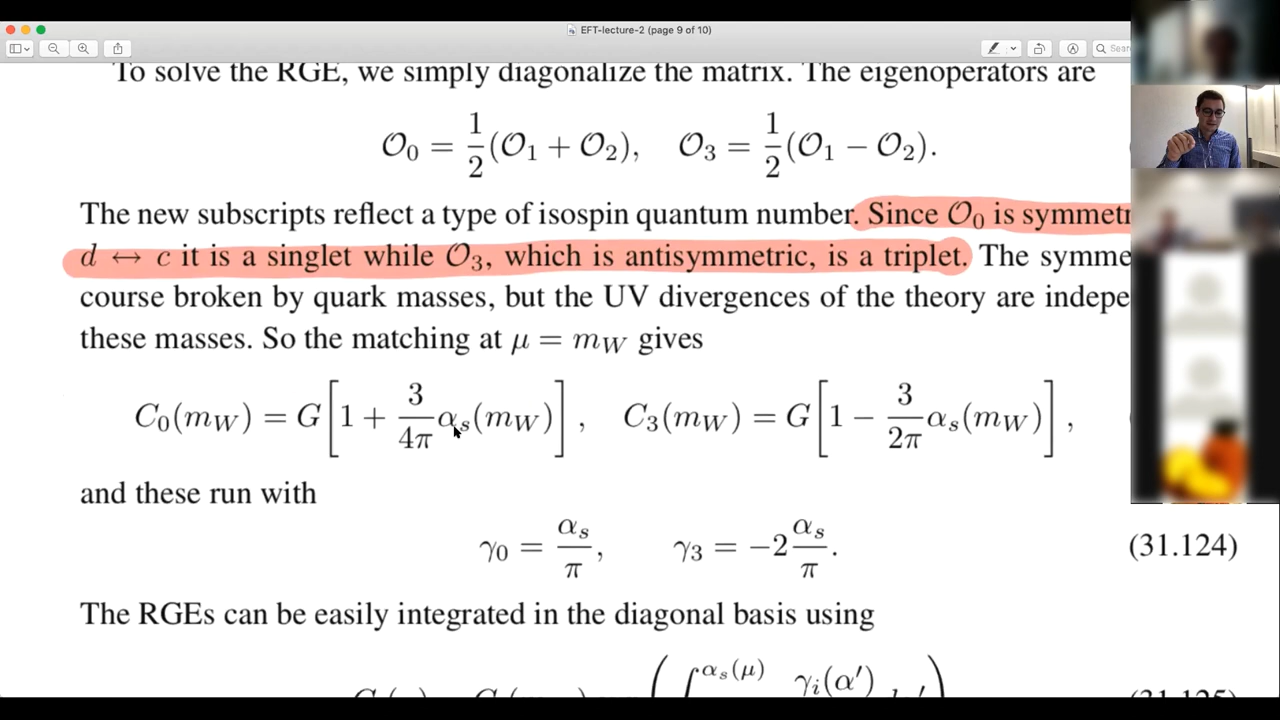 EFT-lecture-2 (page 9 of 10)
To solve the RGE, we simply diagonalize the matrix. The eigenoperators are
𝒪₀ = 1/2 (𝒪₁ + 𝒪₂), 𝒪₃ = 1/2 (𝒪₁ − 𝒪₂).
The new subscripts reflect a type of isospin quantum number. Since 𝒪₀ is symmetr
d ↔ c it is a singlet while 𝒪₃, which is antisymmetric, is a triplet. The symme
course broken by quark masses, but the UV divergences of the theory are indepe
these masses. So the matching at μ = m_W gives
C₀(m_W) = G[1 + 3/4π α_s(m_W)], C₃(m_W) = G[1 − 3/2π α_s(m_W)],
and these run with
γ₀ = α_s/π, γ₃ = −2 α_s/π. (31.124)
The RGEs can be easily integrated in the diagonal basis using